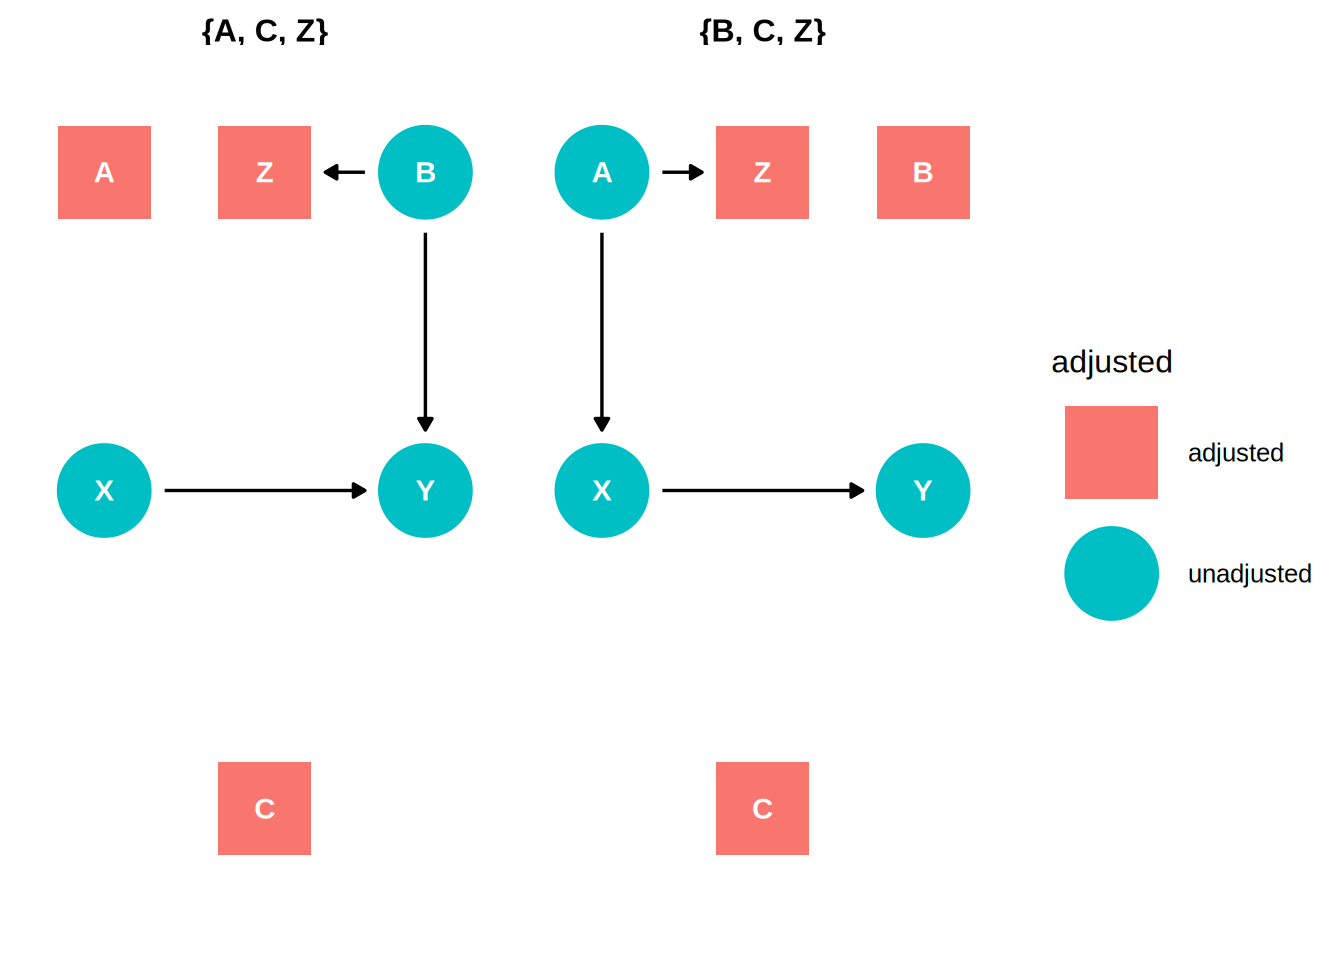 {A, C, Z}
{B, C, Z}
A
Z
B
A
Z
B
X
Y
X
Y
C
C
adjusted
adjusted
unadjusted